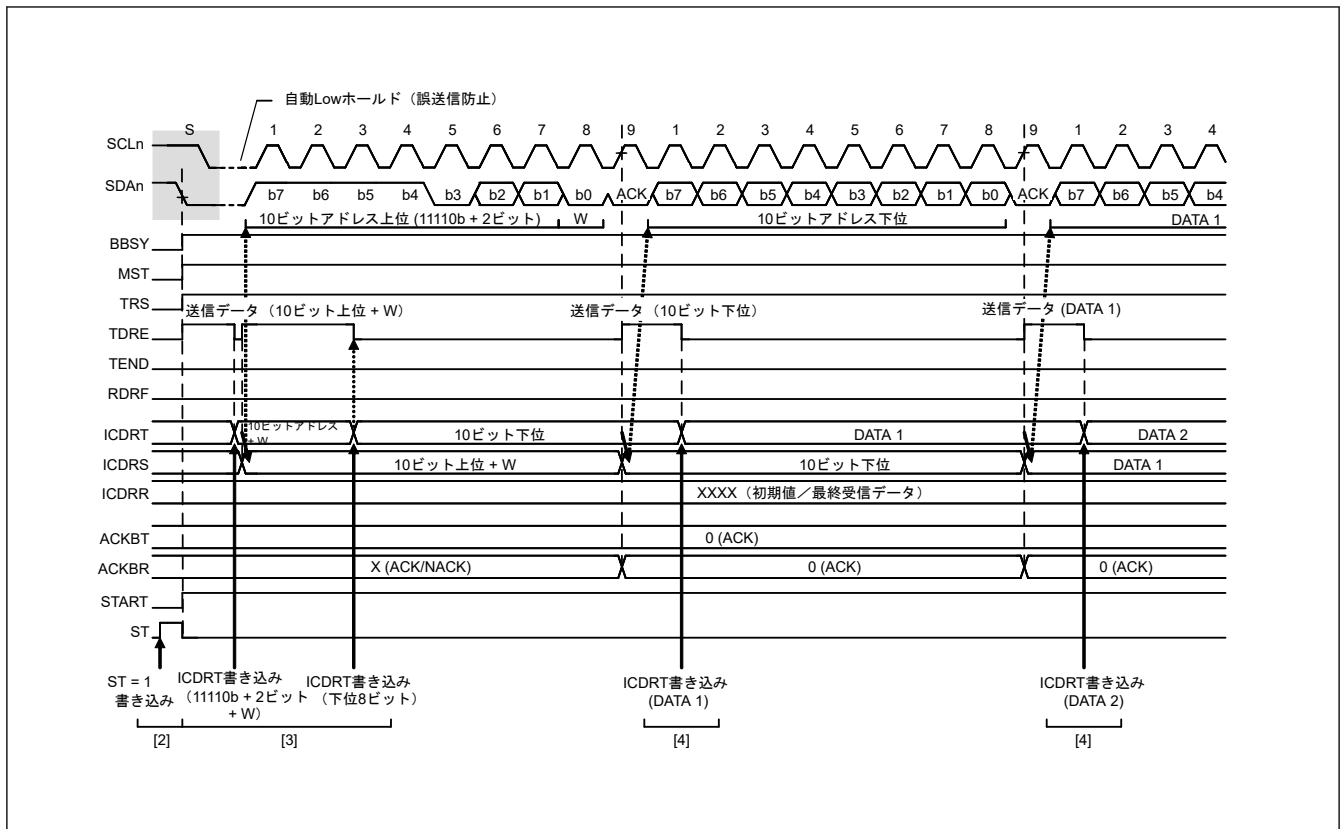 自動Lowホールド（誤送信防止）
S 1 2 3 4 5 6 7 8 9 1 2 3 4 5 6 7 8 9 1 2 3 4
SCLn
SDAn
b7 b6 b5 b4 b3 b2 b1 b0 ACK b7 b6 b5 b4 b3 b2 b1 b0 ACK b7 b6 b5 b4
10ビットアドレス上位 (11110b + 2ビット) W 10ビットアドレス下位 DATA 1
BBSY
MST
TRS
送信データ（10ビット上位 + W） 送信データ（10ビット下位） 送信データ (DATA 1)
TDRE
TEND
RDRF
ICDRT
10ビットアドレス
+ W
10ビット下位 DATA 1 DATA 2
ICDRS 10ビット上位 + W 10ビット下位 DATA 1
ICDRR XXXX（初期値／最終受信データ）
ACKBT 0 (ACK)
ACKBR X (ACK/NACK) 0 (ACK) 0 (ACK)
START
ST
ST = 1
書き込み
ICDRT書き込み
（11110b + 2ビット
+ W）
ICDRT書き込み
（下位8ビット）
ICDRT書き込み
(DATA 1)
ICDRT書き込み
(DATA 2)
[2] [3] [4] [4]